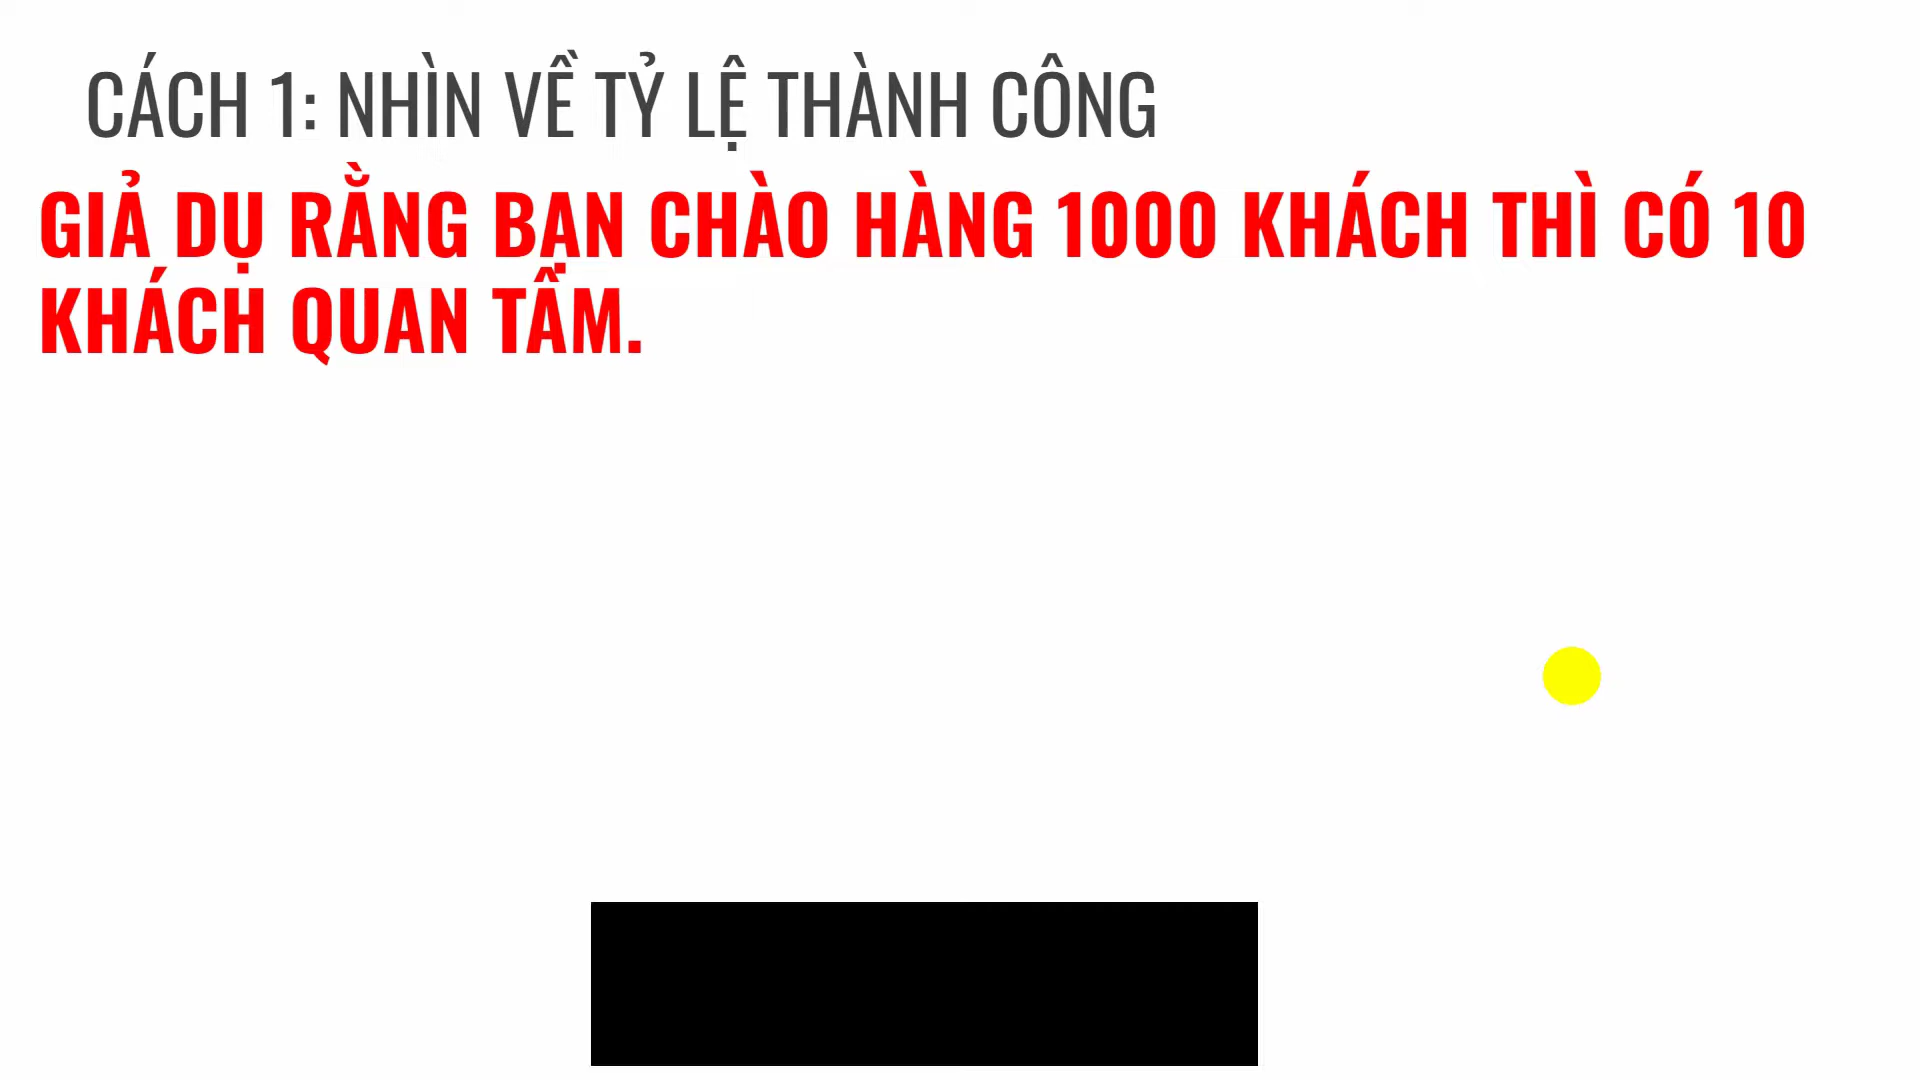 CÁCH 1: NHÌN VỀ TỶ LỆ THÀNH CÔNG
GIẢ DỤ RẰNG BẠN CHÀO HÀNG 1000 KHÁCH THÌ CÓ 10
KHÁCH QUAN TÂM.